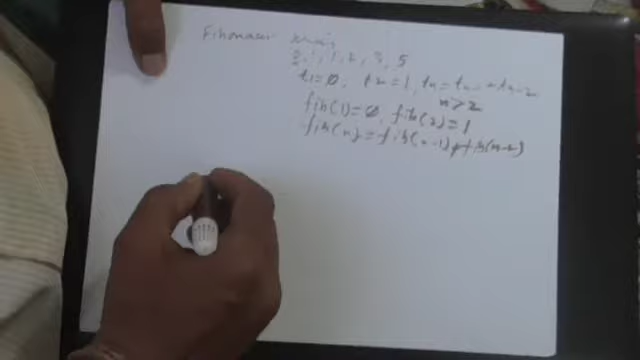 Fibonacci series
0, 1, 1, 2, 3, 5
t1=0, t2=1, tn=tn-1+tn-2
n>2
fib(1)=0, fib(2)=1
fib(n)=fib(n-1)+fib(n-2)